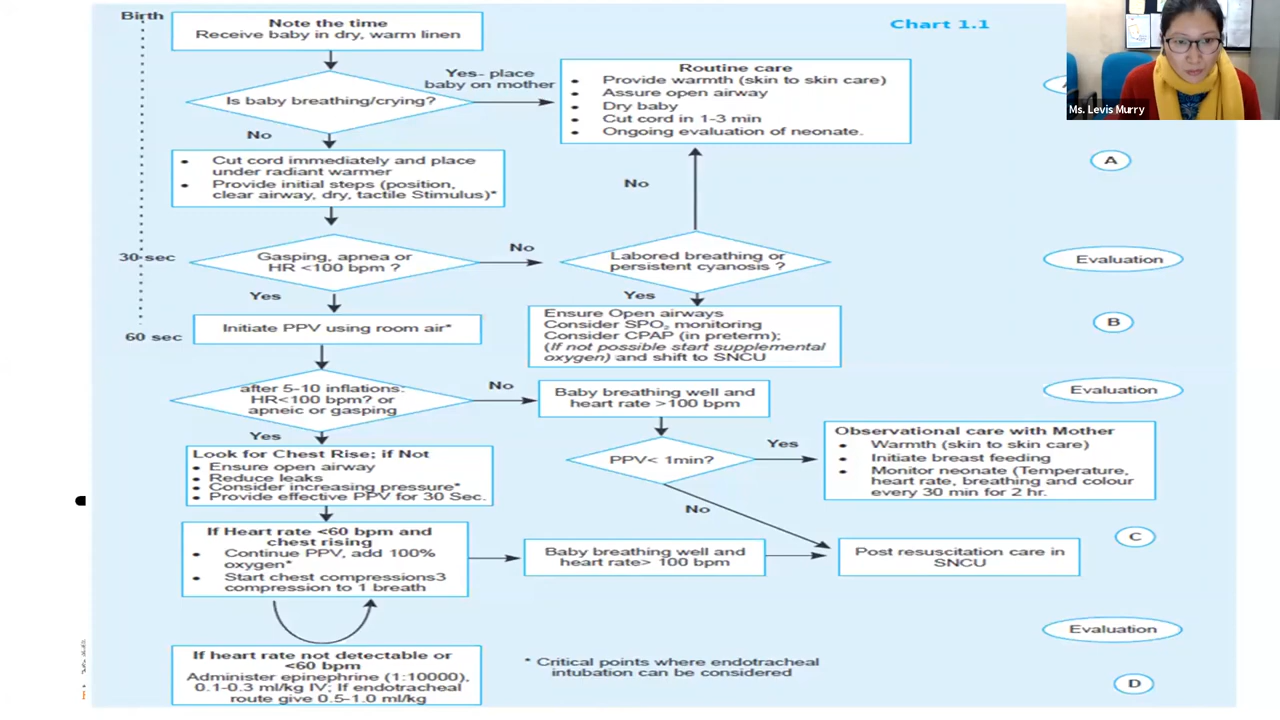 Birth
Note the time
Receive baby in dry, warm linen
Chart 1.1
Ms. Levis Murry
Is baby breathing/crying?
Yes- place
baby on mother
Routine care
• Provide warmth (skin to skin care)
• Assure open airway
• Dry baby
• Cut cord in 1-3 min
• Ongoing evaluation of neonate.
No
• Cut cord immediately and place
under radiant warmer
• Provide initial steps (position,
clear airway, dry, tactile Stimulus)*
No
A
30 sec
Gasping, apnea or
HR <100 bpm ?
No
Labored breathing or
persistent cyanosis ?
Evaluation
Yes
Yes
60 sec
Initiate PPV using room air*
Ensure Open airways
Consider SPO2 monitoring
Consider CPAP (in preterm);
(If not possible start supplemental
oxygen) and shift to SNCU
B
after 5-10 inflations:
HR<100 bpm? or
apneic or gasping
No
Baby breathing well and
heart rate >100 bpm
Evaluation
Yes
Look for Chest Rise; if Not
• Ensure open airway
• Reduce leaks
• Consider increasing pressure*
• Provide effective PPV for 30 Sec.
PPV< 1min?
Yes
Observational care with Mother
• Warmth (skin to skin care)
• Initiate breast feeding
• Monitor neonate (Temperature,
heart rate, breathing and colour
every 30 min for 2 hr.
No
If Heart rate <60 bpm and
chest rising
• Continue PPV, add 100%
oxygen*
• Start chest compressions3
compression to 1 breath
Baby breathing well and
heart rate> 100 bpm
Post resuscitation care in
SNCU
C
Evaluation
If heart rate not detectable or
<60 bpm
Administer epinephrine (1:10000),
0.1-0.3 ml/kg IV; If endotracheal
route give 0.5-1.0 ml/kg
* Critical points where endotracheal
intubation can be considered
D